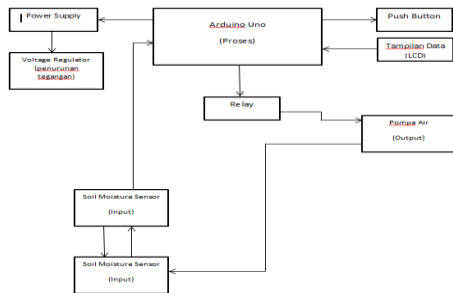 Power Supply
Arduino Uno
(Proses)
Push Button
Tampilan Data
(LCD)
Voltage Regulator
(penurunan
tegangan)
Relay
Pompa Air
(Output)
Soil Moisture Sensor
(Input)
Soil Moisture Sensor
(Input)